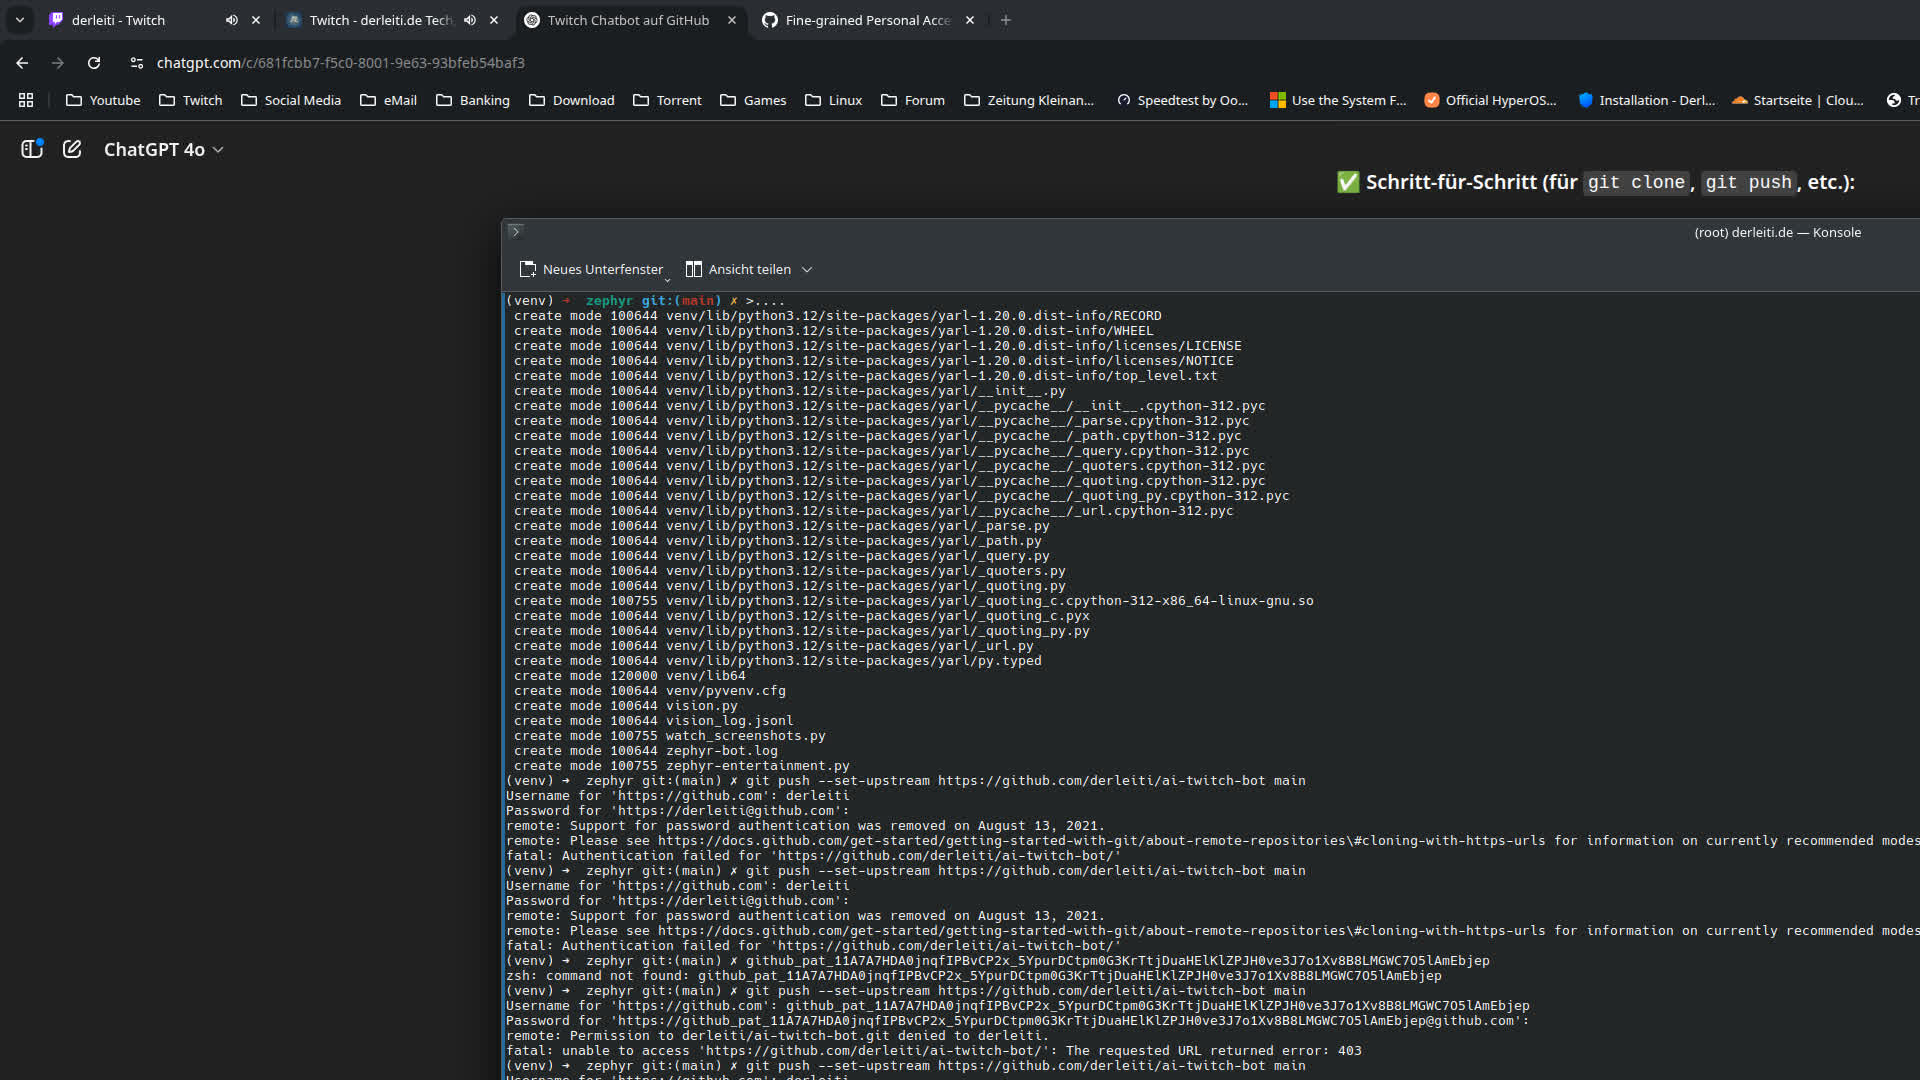 derleiti - Twitch
Twitch - derleiti.de Tech
Twitch Chatbot auf GitHub
Fine-grained Personal Acce
chatgpt.com/c/681fcbb7-f5c0-8001-9e63-93bfeb54baf3
Youtube Twitch Social Media eMail Banking Download Torrent Games Linux Forum Zeitung Kleinan... Speedtest by Oo... Use the System F... Official HyperOS... Installation - Derl... Startseite | Clou... Tr
ChatGPT 4o
✅ Schritt-für-Schritt (für git clone, git push, etc.):
(root) derleiti.de — Konsole
Neues Unterfenster Ansicht teilen
(venv) ➜ zephyr git:(main) ✗ >....
create mode 100644 venv/lib/python3.12/site-packages/yarl-1.20.0.dist-info/RECORD
create mode 100644 venv/lib/python3.12/site-packages/yarl-1.20.0.dist-info/WHEEL
create mode 100644 venv/lib/python3.12/site-packages/yarl-1.20.0.dist-info/licenses/LICENSE
create mode 100644 venv/lib/python3.12/site-packages/yarl-1.20.0.dist-info/licenses/NOTICE
create mode 100644 venv/lib/python3.12/site-packages/yarl-1.20.0.dist-info/top_level.txt
create mode 100644 venv/lib/python3.12/site-packages/yarl/__init__.py
create mode 100644 venv/lib/python3.12/site-packages/yarl/__pycache__/__init__.cpython-312.pyc
create mode 100644 venv/lib/python3.12/site-packages/yarl/__pycache__/_parse.cpython-312.pyc
create mode 100644 venv/lib/python3.12/site-packages/yarl/__pycache__/_path.cpython-312.pyc
create mode 100644 venv/lib/python3.12/site-packages/yarl/__pycache__/_query.cpython-312.pyc
create mode 100644 venv/lib/python3.12/site-packages/yarl/__pycache__/_quoters.cpython-312.pyc
create mode 100644 venv/lib/python3.12/site-packages/yarl/__pycache__/_quoting.cpython-312.pyc
create mode 100644 venv/lib/python3.12/site-packages/yarl/__pycache__/_quoting_py.cpython-312.pyc
create mode 100644 venv/lib/python3.12/site-packages/yarl/__pycache__/_url.cpython-312.pyc
create mode 100644 venv/lib/python3.12/site-packages/yarl/_parse.py
create mode 100644 venv/lib/python3.12/site-packages/yarl/_path.py
create mode 100644 venv/lib/python3.12/site-packages/yarl/_query.py
create mode 100644 venv/lib/python3.12/site-packages/yarl/_quoters.py
create mode 100644 venv/lib/python3.12/site-packages/yarl/_quoting.py
create mode 100755 venv/lib/python3.12/site-packages/yarl/_quoting_c.cpython-312-x86_64-linux-gnu.so
create mode 100644 venv/lib/python3.12/site-packages/yarl/_quoting_c.pyx
create mode 100644 venv/lib/python3.12/site-packages/yarl/_quoting_py.py
create mode 100644 venv/lib/python3.12/site-packages/yarl/_url.py
create mode 100644 venv/lib/python3.12/site-packages/yarl/py.typed
create mode 120000 venv/lib64
create mode 100644 venv/pyvenv.cfg
create mode 100644 vision.py
create mode 100644 vision_log.jsonl
create mode 100755 watch_screenshots.py
create mode 100644 zephyr-bot.log
create mode 100755 zephyr-entertainment.py
(venv) ➜ zephyr git:(main) ✗ git push --set-upstream https://github.com/derleiti/ai-twitch-bot main
Username for 'https://github.com': derleiti
Password for 'https://derleiti@github.com':
remote: Support for password authentication was removed on August 13, 2021.
remote: Please see https://docs.github.com/get-started/getting-started-with-git/about-remote-repositories\#cloning-with-https-urls for information on currently recommended modes
fatal: Authentication failed for 'https://github.com/derleiti/ai-twitch-bot/'
(venv) ➜ zephyr git:(main) ✗ git push --set-upstream https://github.com/derleiti/ai-twitch-bot main
Username for 'https://github.com': derleiti
Password for 'https://derleiti@github.com':
remote: Support for password authentication was removed on August 13, 2021.
remote: Please see https://docs.github.com/get-started/getting-started-with-git/about-remote-repositories\#cloning-with-https-urls for information on currently recommended modes
fatal: Authentication failed for 'https://github.com/derleiti/ai-twitch-bot/'
(venv) ➜ zephyr git:(main) ✗ 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
zsh: command not found: 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
(venv) ➜ zephyr git:(main) ✗ git push --set-upstream https://github.com/derleiti/ai-twitch-bot main
Username for 'https://github.com': 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
Password for 'https://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@github.com':
remote: Permission to derleiti/ai-twitch-bot.git denied to derleiti.
fatal: unable to access 'https://github.com/derleiti/ai-twitch-bot/': The requested URL returned error: 403
(venv) ➜ zephyr git:(main) ✗ git push --set-upstream https://github.com/derleiti/ai-twitch-bot main
Username for 'https://github.com': derleiti